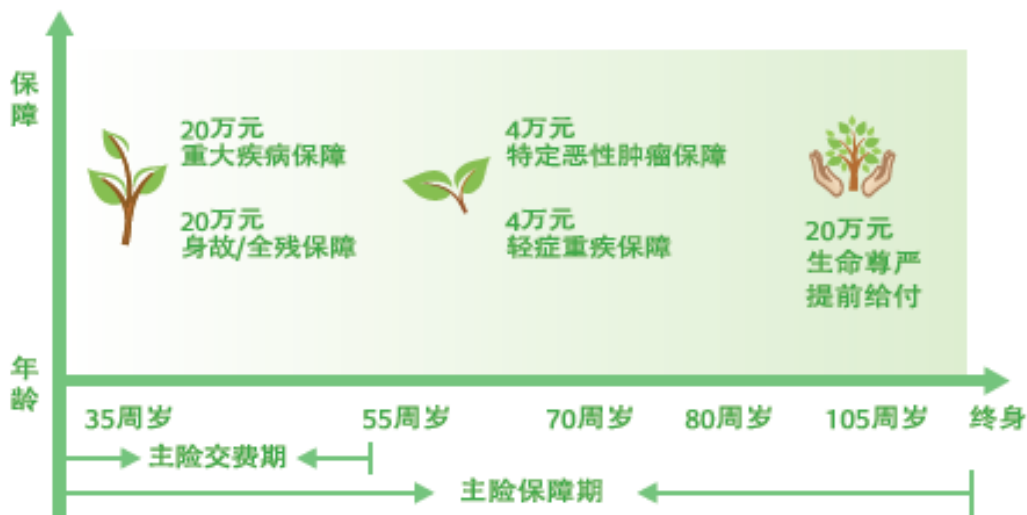 保障
20万元
重大疾病保障
20万元
身故/全残保障
4万元
特定恶性肿瘤保障
4万元
轻症重疾保障
20万元
生命尊严
提前给付
年龄
35周岁
55周岁
70周岁
80周岁
105周岁
终身
主险交费期
主险保障期